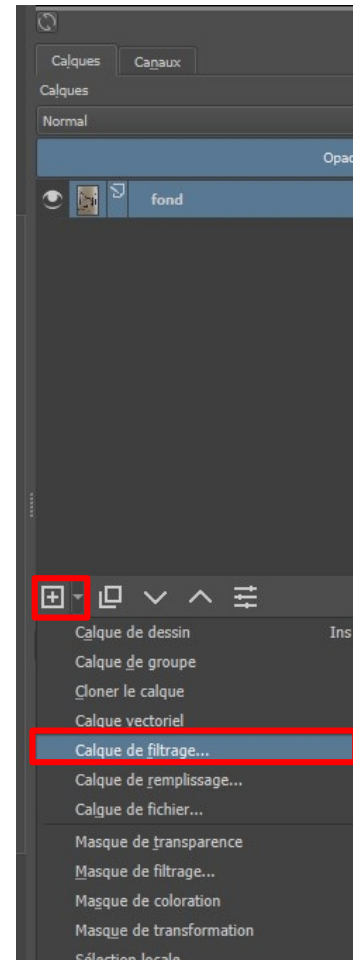 Calques Canaux
Calques
Normal
Opac
fond
Calque de dessin Ins
Calque de groupe
Cloner le calque
Calque vectoriel
Calque de filtrage...
Calque de remplissage...
Calque de fichier...
Masque de transparence
Masque de filtrage...
Masque de coloration
Masque de transformation
Sélection locale